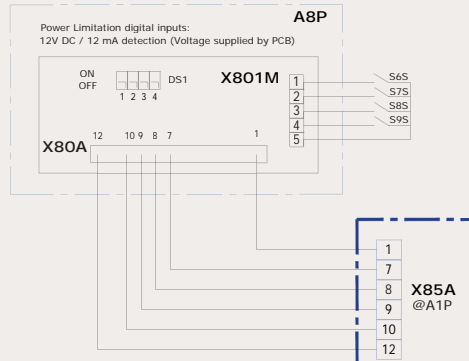 A8P
Power Limitation digital inputs:
12V DC / 12 mA detection (Voltage supplied by PCB)
ON
OFF
1 2 3 4
DS1
X801M
1
2
3
4
5
S6S
S7S
S8S
S9S
X80A
12 10 9 8 7 1
1
7
8
9
10
12
X85A
@A1P